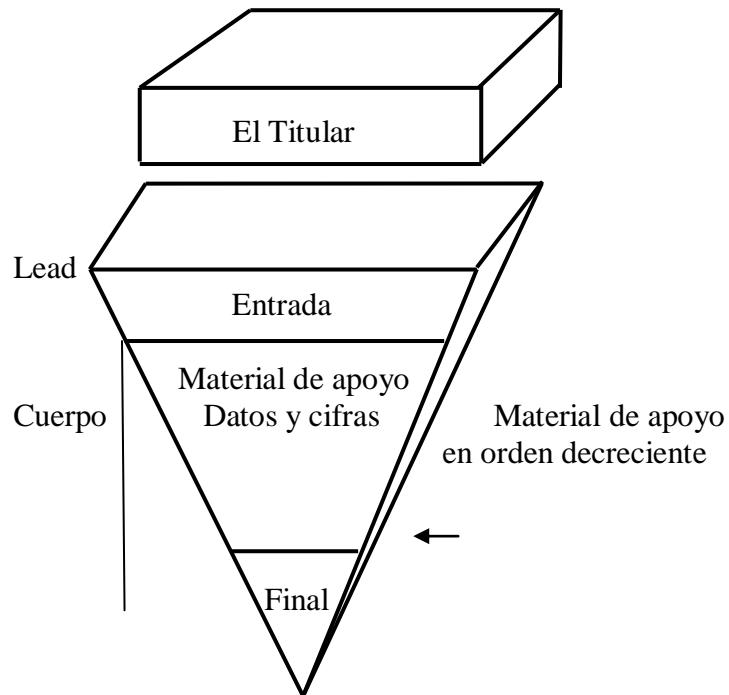 El Titular
Lead
Entrada
Material de apoyo
Datos y cifras
Cuerpo
Material de apoyo
en orden decreciente
Final